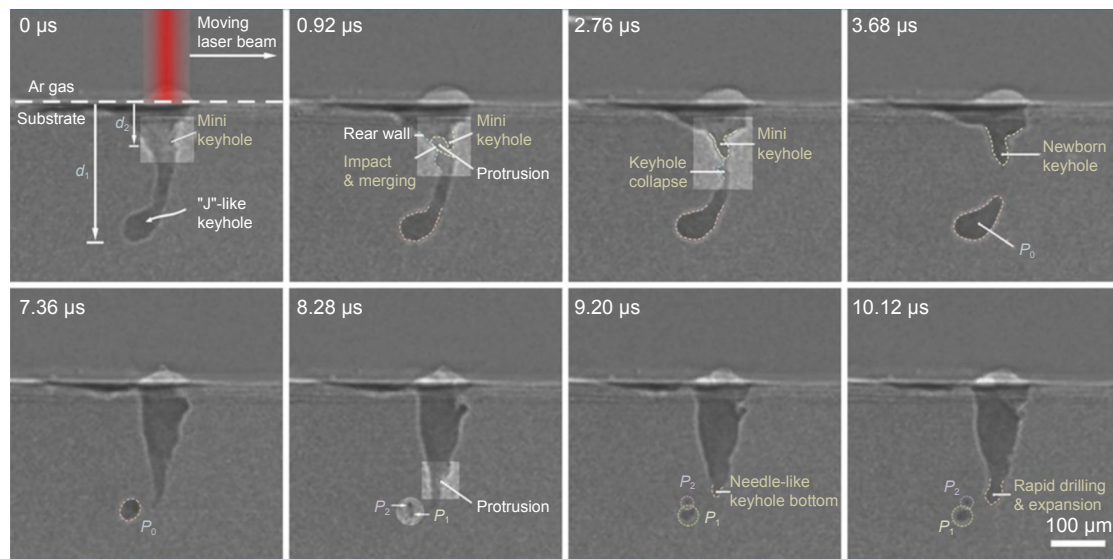 0 µs
Moving
laser beam
Ar gas
Substrate
d₂
d₁
Mini
keyhole
"J"-like
keyhole
0.92 µs
Rear wall
Mini
keyhole
Impact
& merging
Protrusion
2.76 µs
Mini
keyhole
Keyhole
collapse
3.68 µs
Newborn
keyhole
P₀
7.36 µs
P₀
8.28 µs
P₂
P₁
Protrusion
9.20 µs
P₂
P₁
Needle-like
keyhole bottom
10.12 µs
P₂
P₁
Rapid drilling
& expansion
100 µm